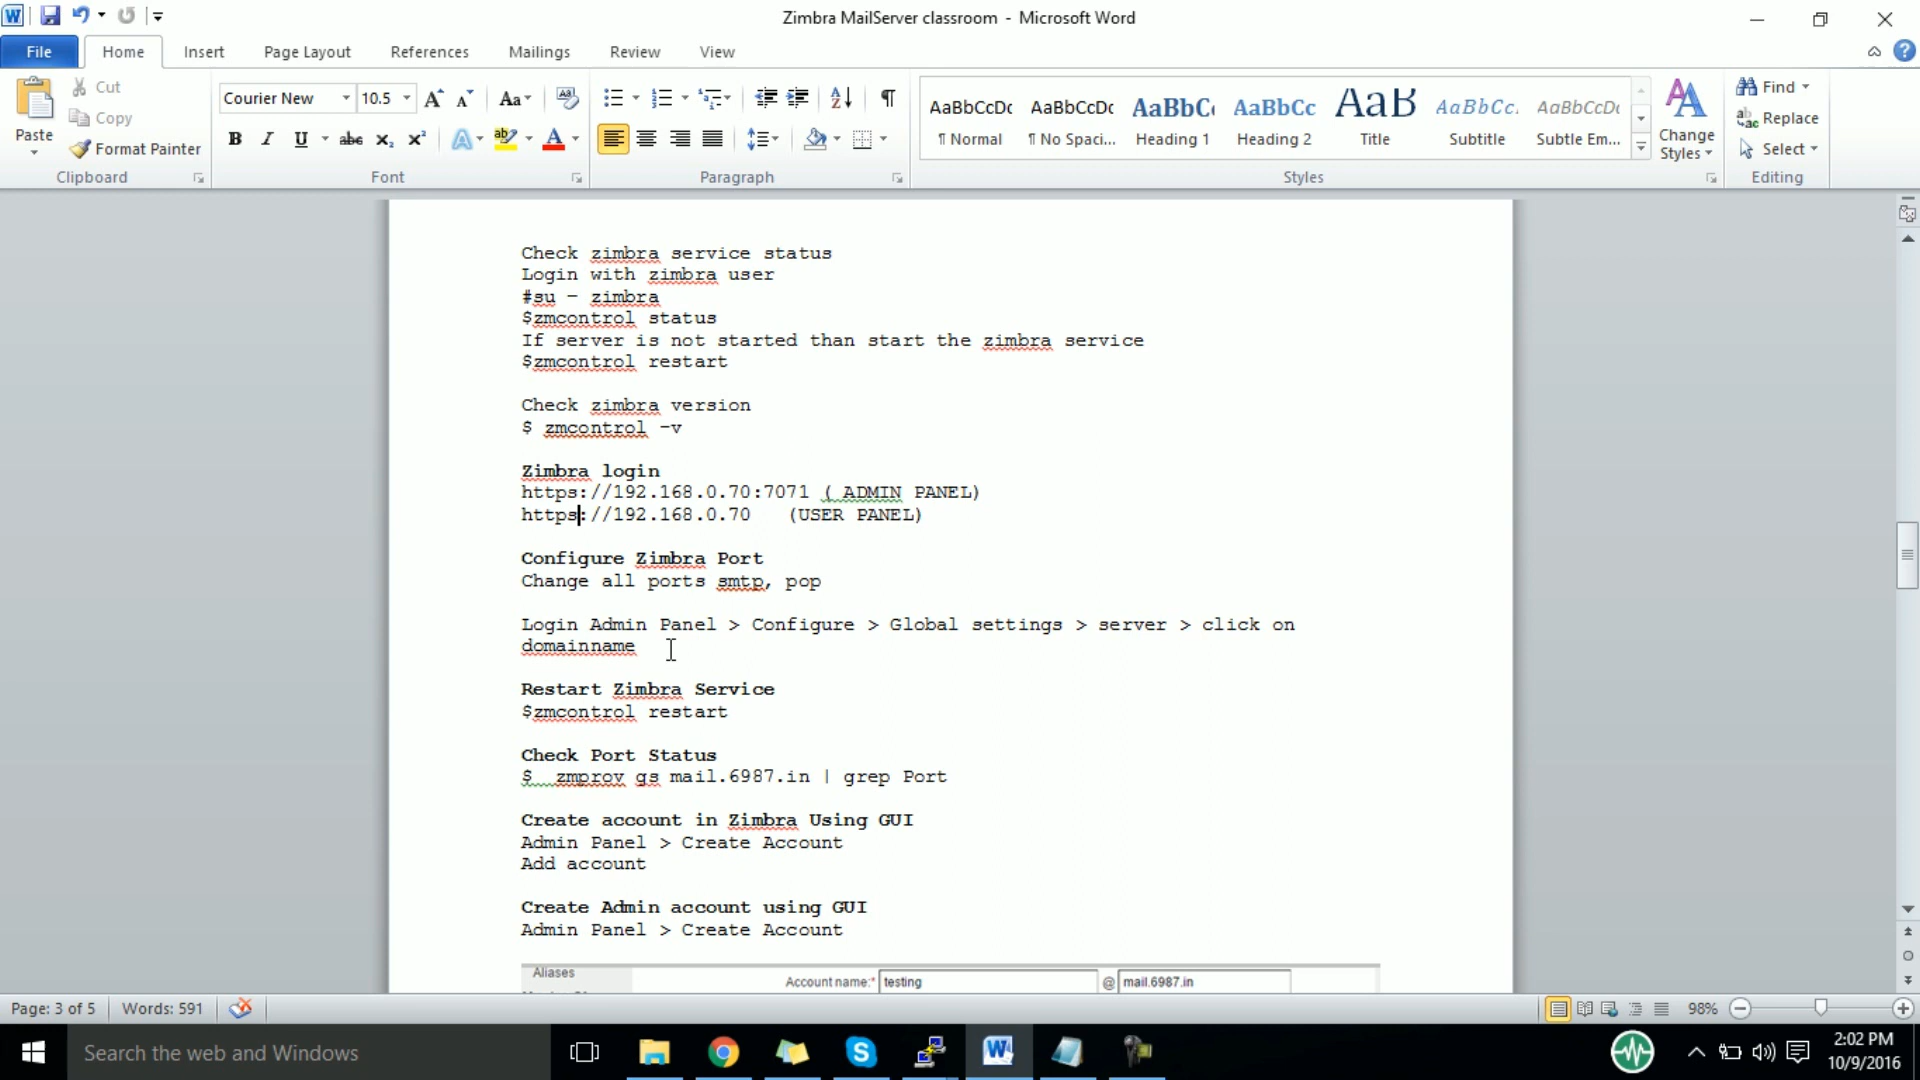 Zimbra MailServer classroom - Microsoft Word
File Home Insert Page Layout References Mailings Review View
Cut
Copy
Format Painter
Paste
Clipboard
Courier New 10.5
Font
Paragraph
AaBbCcDc AaBbCcDc AaBbC AaBbCc AaB AaBbCc. AaBbCcDc
¶ Normal ¶ No Spaci... Heading 1 Heading 2 Title Subtitle Subtle Em...
Styles
Change
Styles
Find
Replace
Select
Editing
Check zimbra service status
Login with zimbra user
#su – zimbra
$zmcontrol status
If server is not started than start the zimbra service
$zmcontrol restart
Check zimbra version
$ zmcontrol –v
Zimbra login
https://192.168.0.70:7071 ( ADMIN PANEL)
https://192.168.0.70 (USER PANEL)
Configure Zimbra Port
Change all ports smtp, pop
Login Admin Panel > Configure > Global settings > server > click on
domainname
Restart Zimbra Service
$zmcontrol restart
Check Port Status
$ zmprov gs mail.6987.in | grep Port
Create account in Zimbra Using GUI
Admin Panel > Create Account
Add account
Create Admin account using GUI
Admin Panel > Create Account
Aliases
Account name:* testing @ mail.6987.in
Page: 3 of 5 Words: 591
98%
Search the web and Windows
2:02 PM
10/9/2016